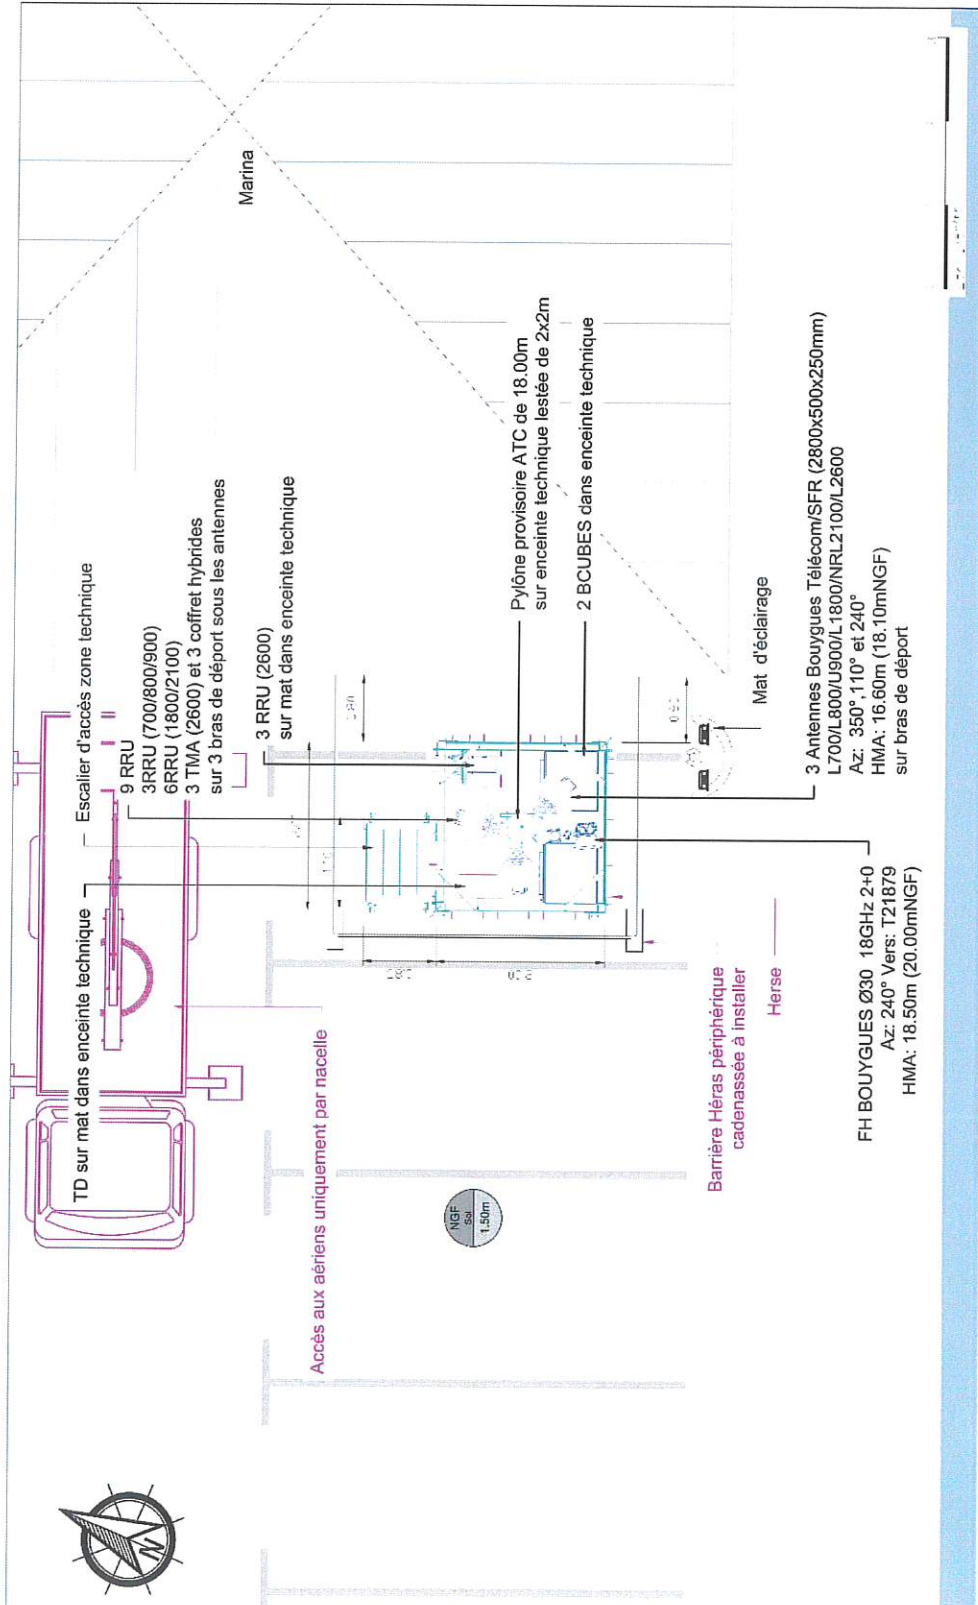 Marina
Escalier d'accès zone technique
TD sur mat dans enceinte technique
9 RRU
3RRU (700/800/900)
6RRU (1800/2100)
3 TMA (2600) et 3 coffret hybrides
sur 3 bras de déport sous les antennes
3 RRU (2600)
sur mat dans enceinte technique
Accès aux aériens uniquement par nacelle
Pylône provisoire ATC de 18.00m
sur enceinte technique lestée de 2x2m
2 BCUBES dans enceinte technique
NGF
Sol
1.50m
N
Barrière Héras périphérique
cadenassée à installer
Herse
Mat d'éclairage
3 Antennes Bouygues Télécom/SFR (2800x500x250mm)
L700/L800/U900/L1800/NRL2100/L2600
Az: 350°,110° et 240°
HMA: 16.60m (18.10mNGF)
sur bras de déport
FH BOUYGUES Ø30 18GHz 2+0
Az: 240° Vers: T21879
HMA: 18.50m (20.00mNGF)